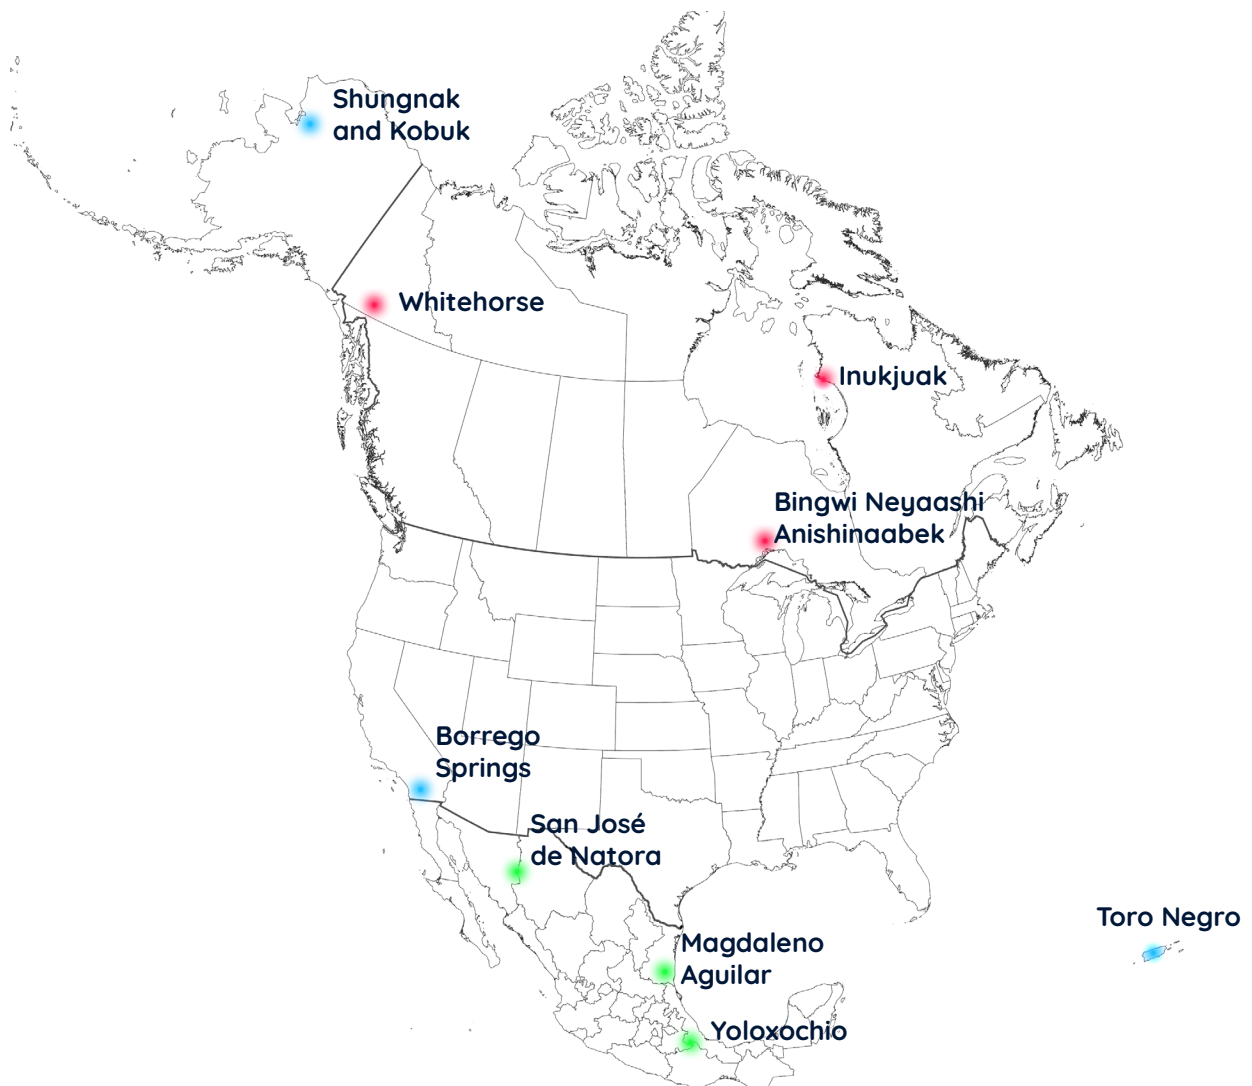 Shungnak
and Kobuk
Whitehorse
Inukjuak
Bingwi Neyaashi
Anishinaabek
Borrego
Springs
San José
de Natora
Toro Negro
Magdaleno
Aguilar
Yoloxochio